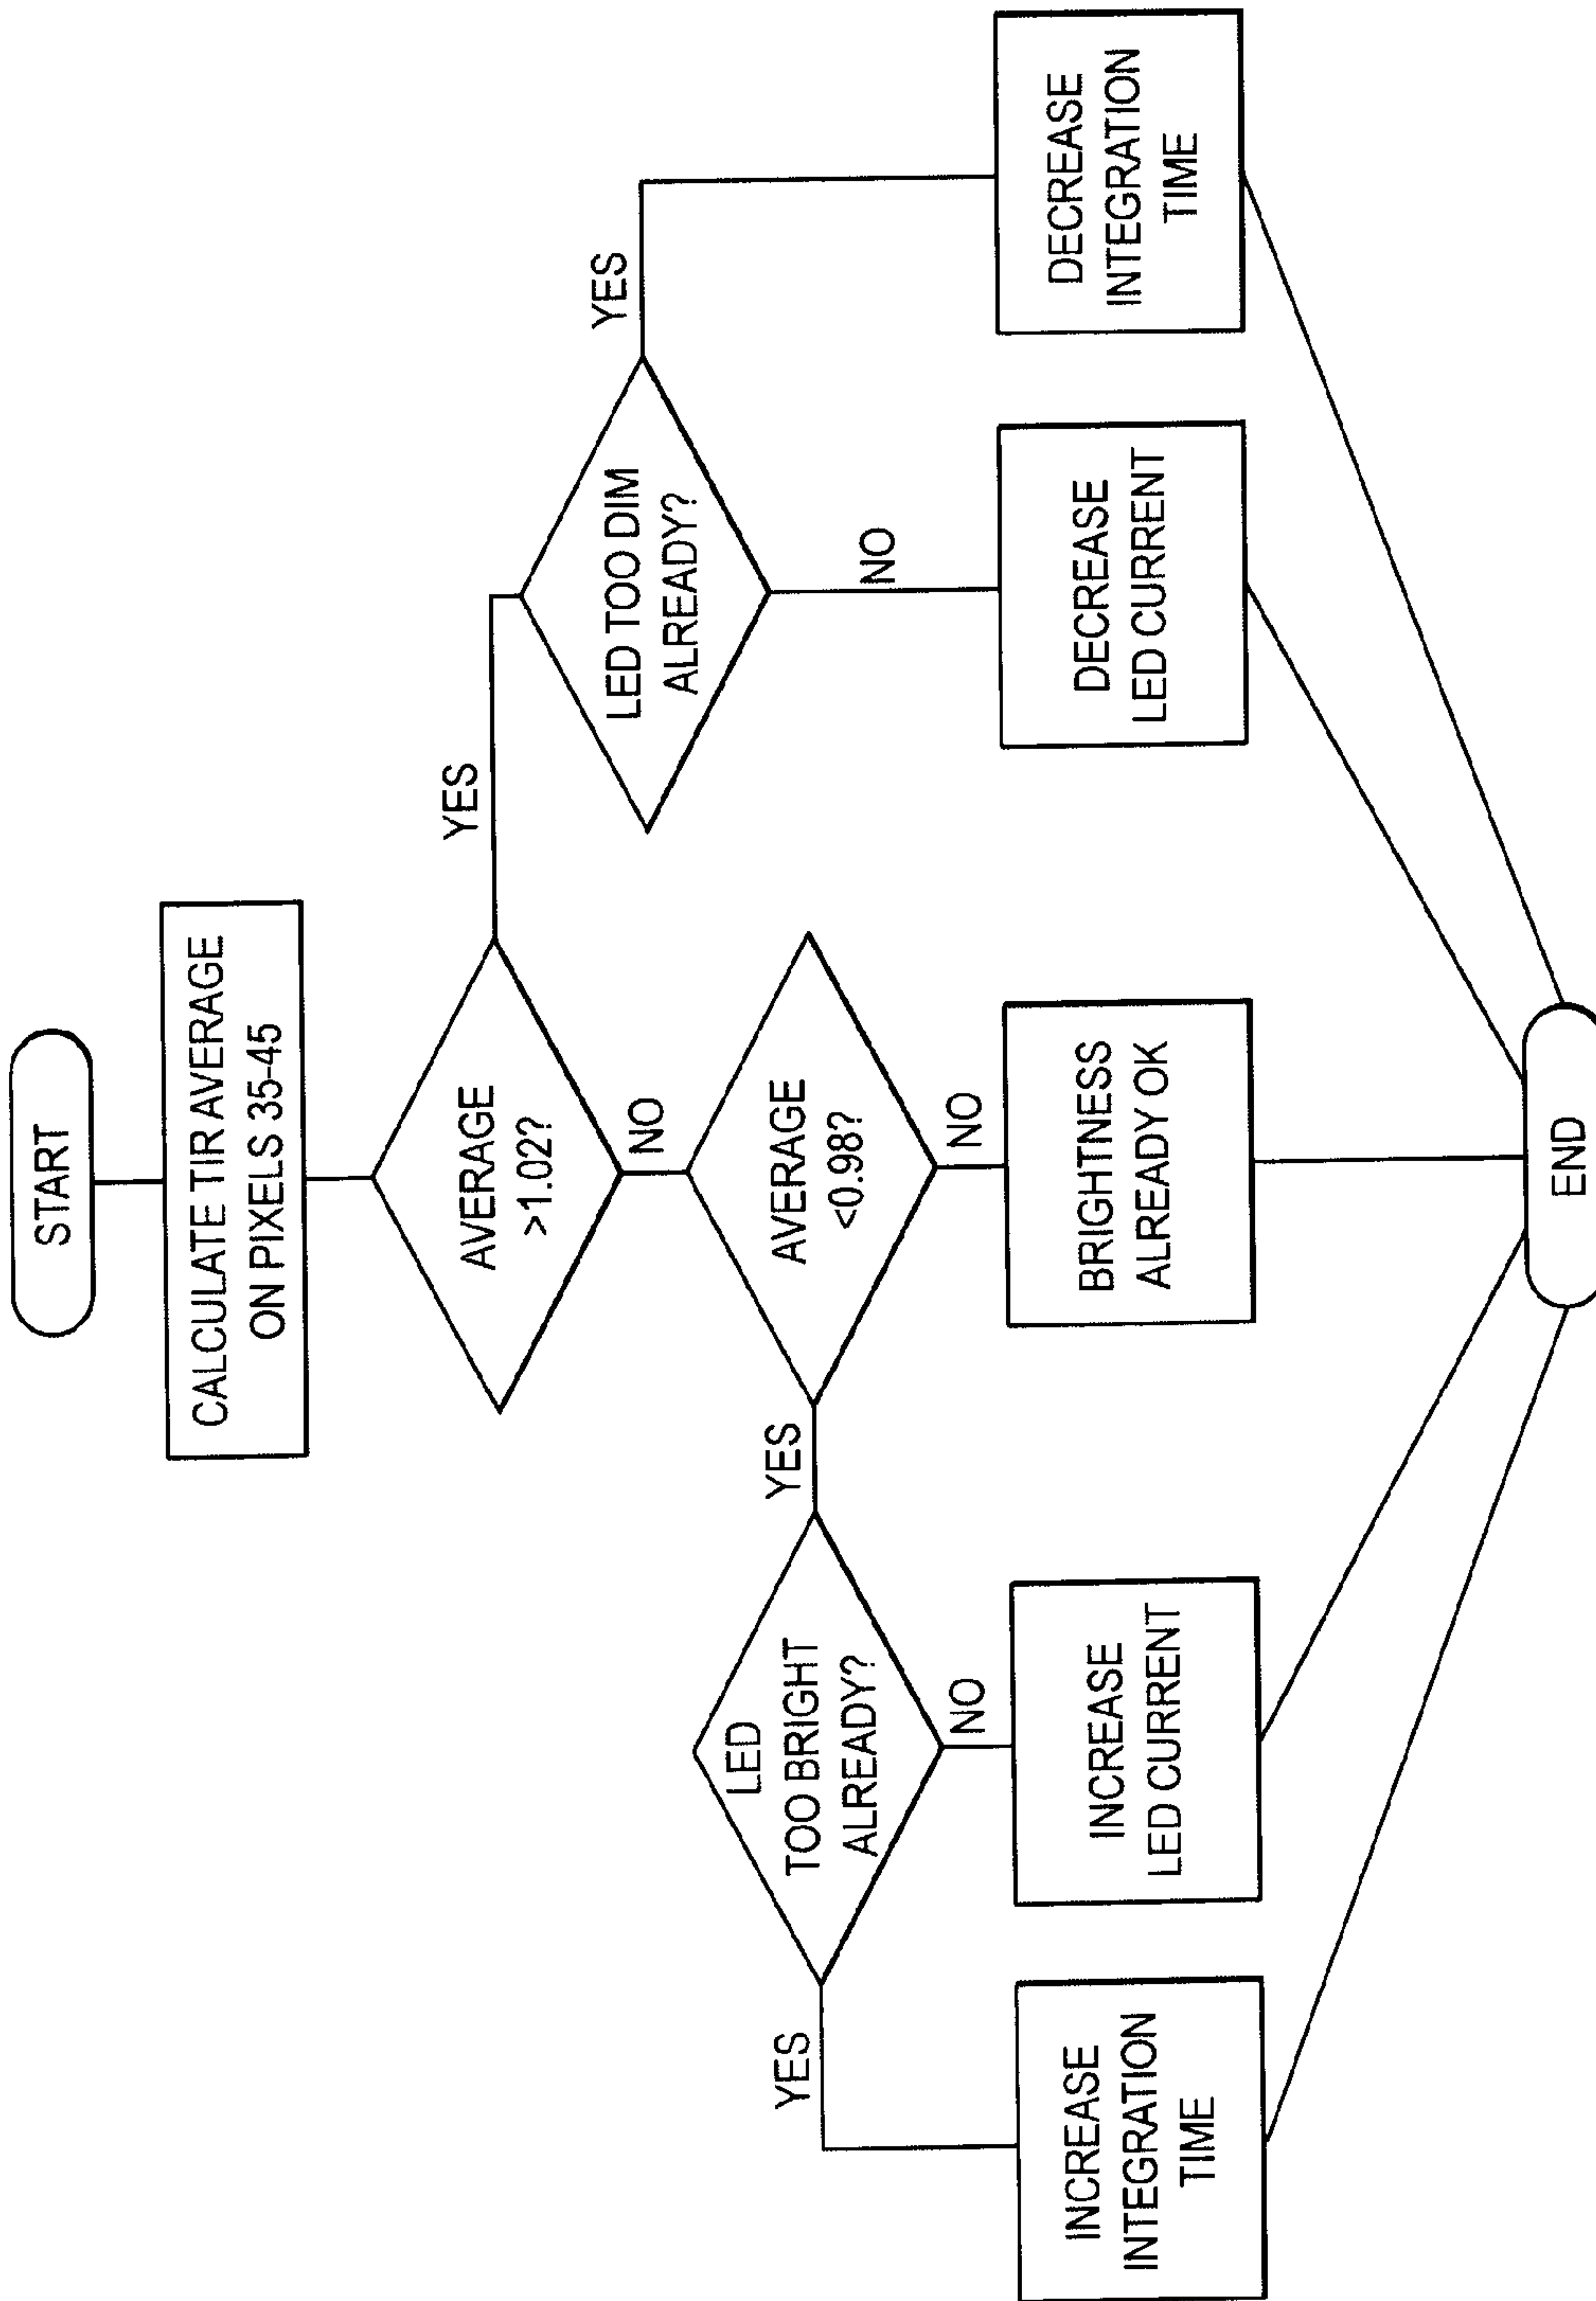 START
CALCULATE TIR AVERAGE
ON PIXELS 35-45
AVERAGE
>1.02?
YES
NO
LED TOO DIM
ALREADY?
YES
NO
AVERAGE
<0.98?
YES
NO
LED
TOO BRIGHT
ALREADY?
YES
NO
INCREASE
INTEGRATION
TIME
INCREASE
LED CURRENT
BRIGHTNESS
ALREADY OK
DECREASE
LED CURRENT
DECREASE
INTEGRATION
TIME
END